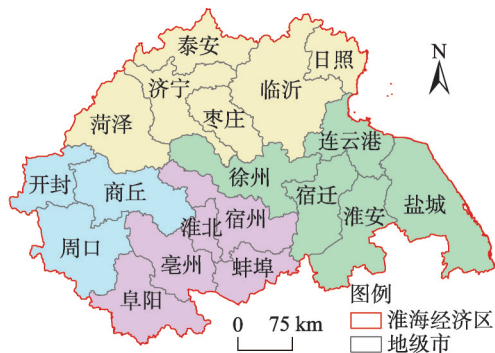 泰安
日照
济宁
临沂
菏泽
枣庄
连云港
徐州
开封
商丘
宿迁
盐城
宿州
淮北
淮安
周口
亳州
蚌埠
阜阳
N
图例
淮海经济区
地级市
0 75 km